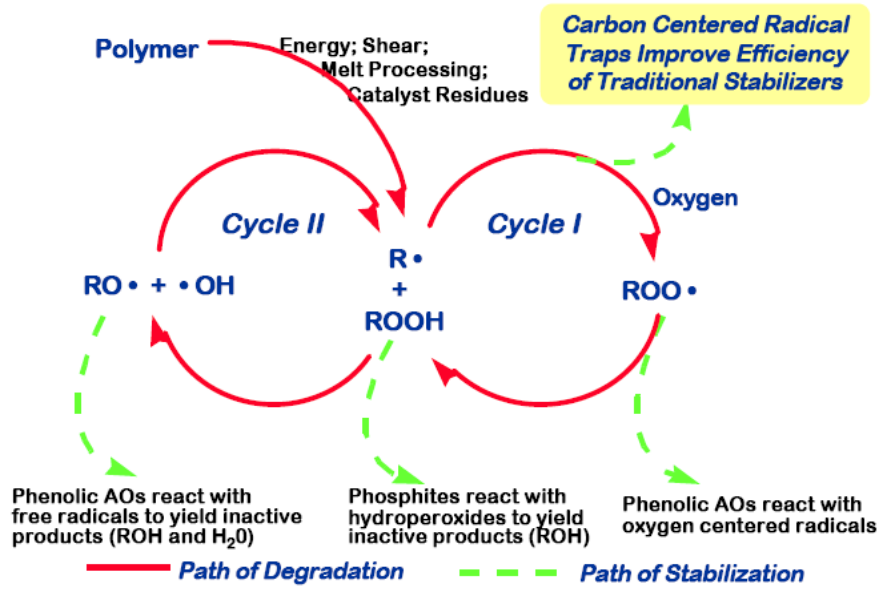 Polymer
Energy; Shear;
Melt Processing;
Catalyst Residues
Carbon Centered Radical
Traps Improve Efficiency
of Traditional Stabilizers
Cycle II
Cycle I
Oxygen
RO• + •OH
R•
+
ROOH
ROO•
Phenolic AOs react with
free radicals to yield inactive
products (ROH and H₂0)
Phosphites react with
hydroperoxides to yield
inactive products (ROH)
Phenolic AOs react with
oxygen centered radicals
Path of Degradation
Path of Stabilization